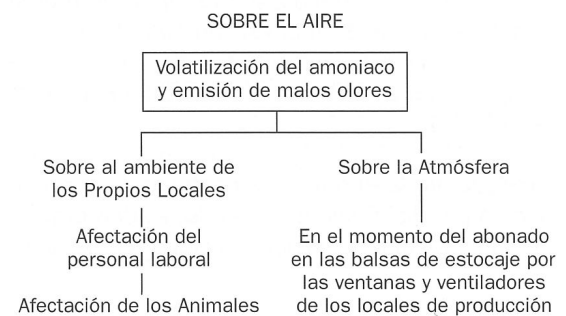 SOBRE EL AIRE
Volatilización del amoniaco
y emisión de malos olores
Sobre al ambiente de
los Propios Locales
Afectación del
personal laboral
Afectación de los Animales
Sobre la Atmósfera
En el momento del abonado
en las balsas de estocaje por
las ventanas y ventiladores
de los locales de producción